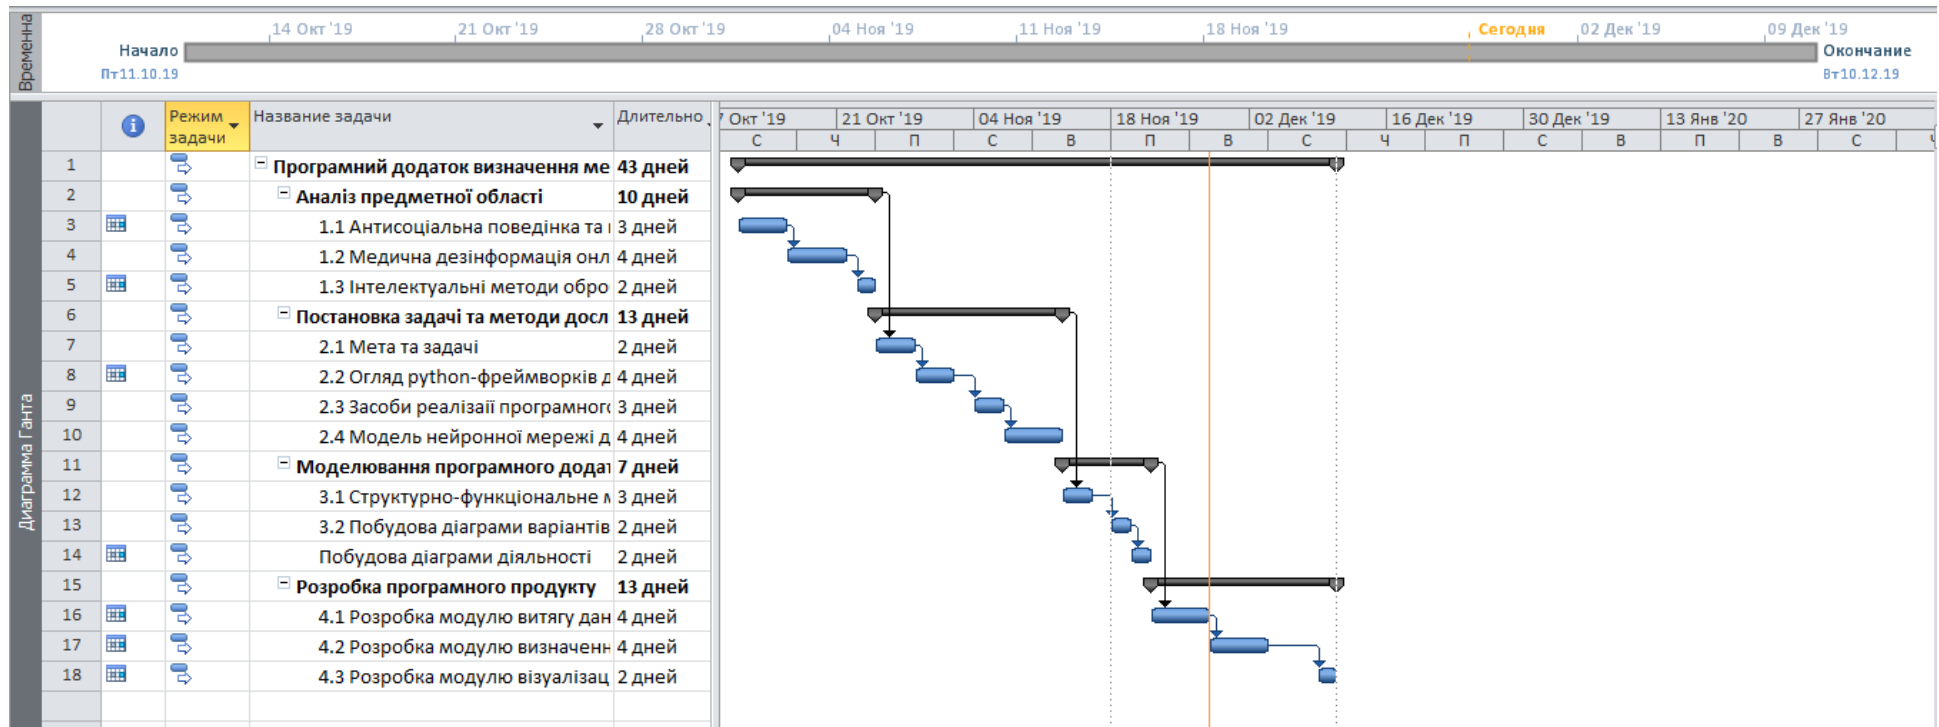 Временна
14 Окт '19 21 Окт '19 28 Окт '19 04 Ноя '19 11 Ноя '19 18 Ноя '19 Сегодня 02 Дек '19 09 Дек '19
Начало Окончание
Пт11.10.19 Вт10.12.19
Диаграмма Ганта
Режим задачи Название задачи Длительно
Окт '19 21 Окт '19 04 Ноя '19 18 Ноя '19 02 Дек '19 16 Дек '19 30 Дек '19 13 Янв '20 27 Янв '20
С Ч П С В П В С Ч П С В П В С Ч
1 Програмний додаток визначення ме 43 дней
2 Аналіз предметної області 10 дней
3 1.1 Антисоціальна поведінка та 3 дней
4 1.2 Медична дезінформація онл 4 дней
5 1.3 Інтелектуальні методи обро 2 дней
6 Постановка задачі та методи досл 13 дней
7 2.1 Мета та задачі 2 дней
8 2.2 Огляд python-фреймворків д 4 дней
9 2.3 Засоби реалізаії програмног 3 дней
10 2.4 Модель нейронної мережі д 4 дней
11 Моделювання програмного дода 7 дней
12 3.1 Структурно-функціональне м 3 дней
13 3.2 Побудова діаграми варіантів 2 дней
14 Побудова діаграми діяльності 2 дней
15 Розробка програмного продукту 13 дней
16 4.1 Розробка модулю витягу дан 4 дней
17 4.2 Розробка модулю визначенн 4 дней
18 4.3 Розробка модулю візуалізац 2 дней